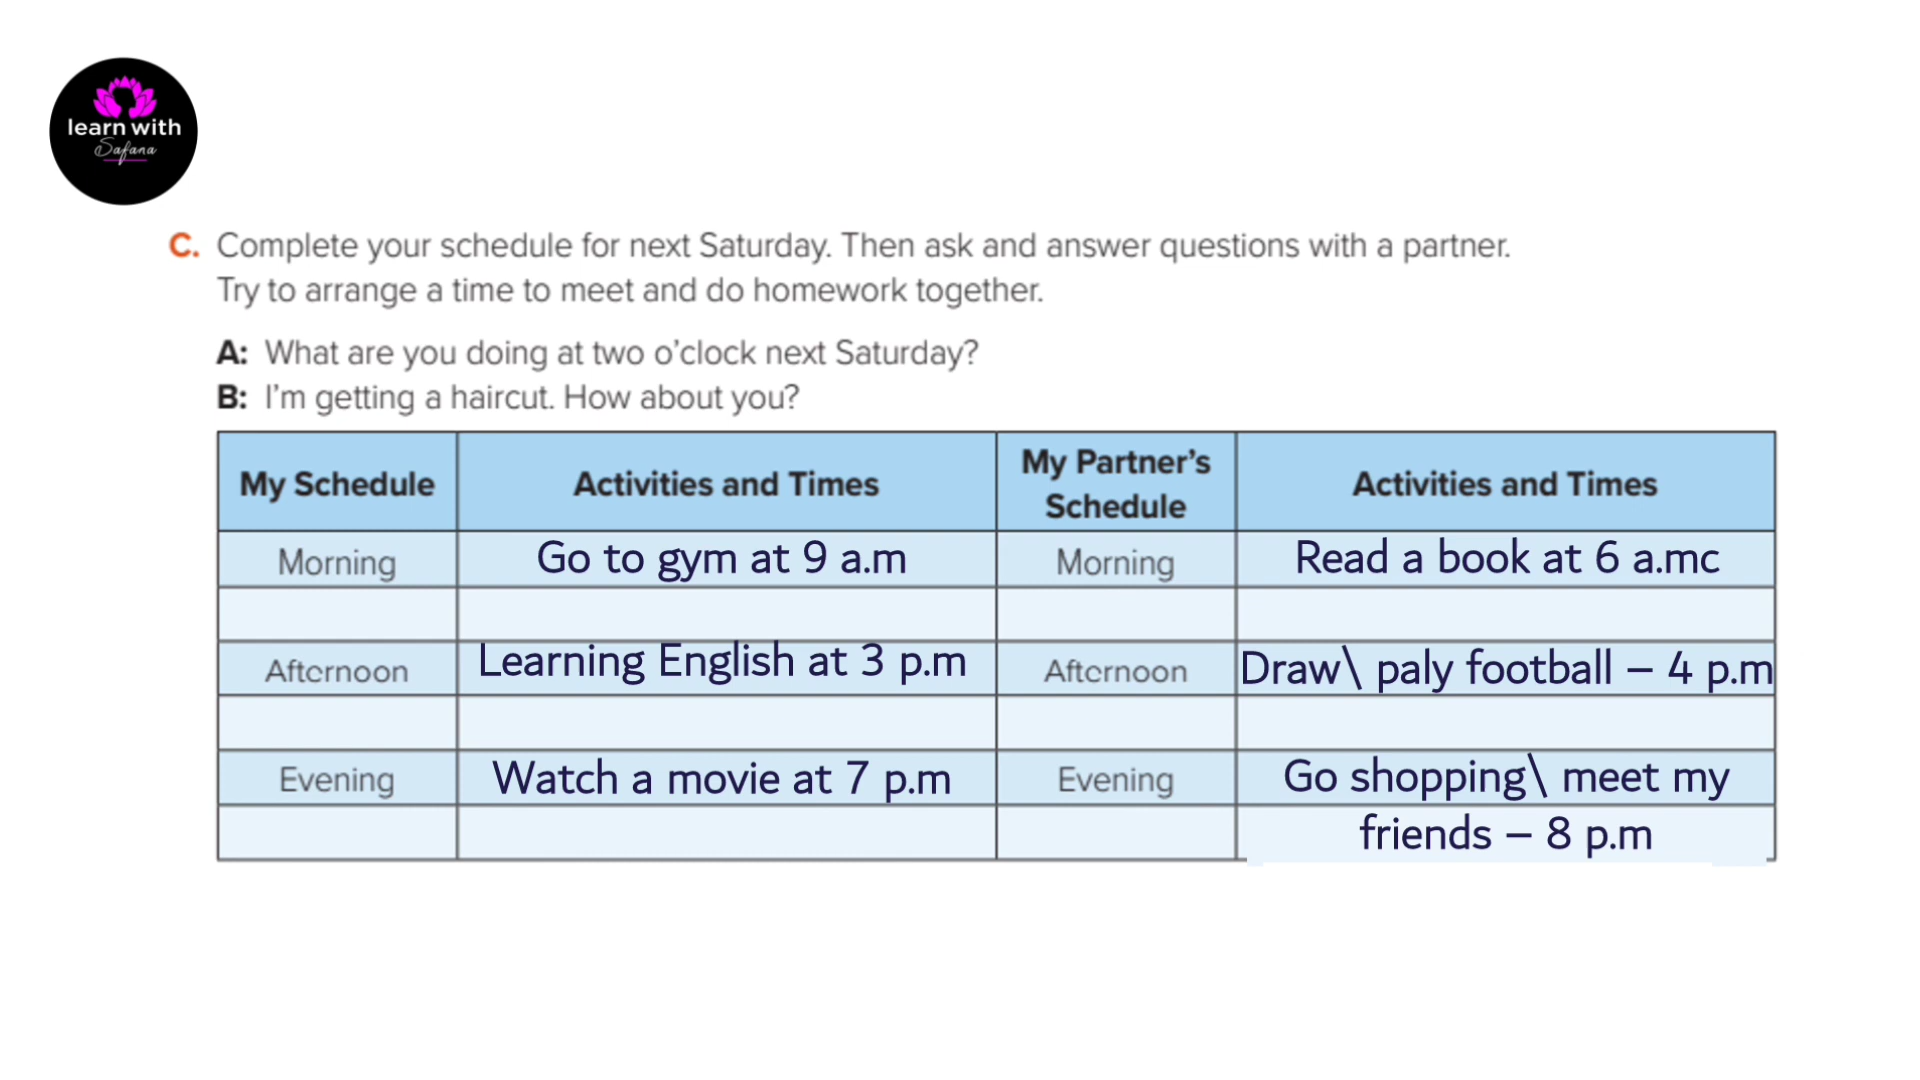 learn with
Safana
C. Complete your schedule for next Saturday. Then ask and answer questions with a partner.
Try to arrange a time to meet and do homework together.
A: What are you doing at two o'clock next Saturday?
B: I'm getting a haircut. How about you?
My Schedule Activities and Times My Partner's Schedule Activities and Times
Morning Go to gym at 9 a.m Morning Read a book at 6 a.mc
Afternoon Learning English at 3 p.m Afternoon Draw\ paly football – 4 p.m
Evening Watch a movie at 7 p.m Evening Go shopping\ meet my
friends – 8 p.m